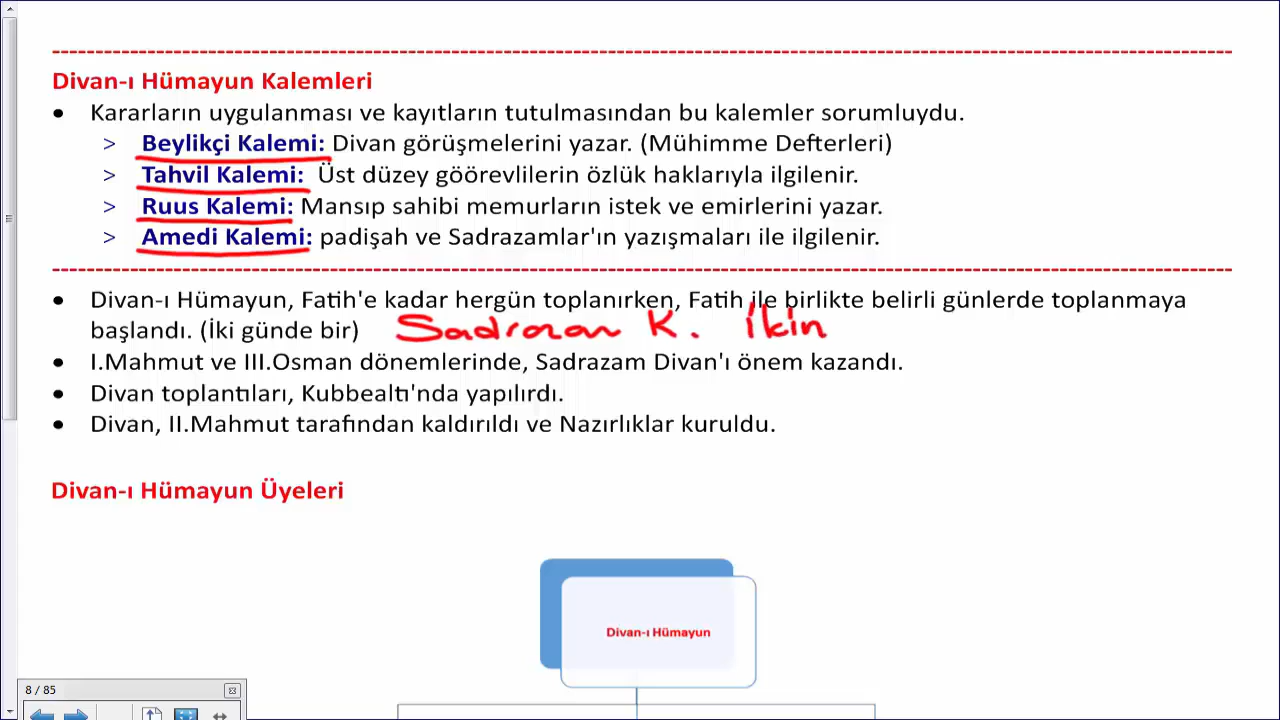 Divan-ı Hümayun Kalemleri
• Kararların uygulanması ve kayıtların tutulmasından bu kalemler sorumluydu.
> Beylikçi Kalemi: Divan görüşmelerini yazar. (Mühimme Defterleri)
> Tahvil Kalemi: Üst düzey göörevlilerin özlük haklarıyla ilgilenir.
> Ruus Kalemi: Mansıp sahibi memurların istek ve emirlerini yazar.
> Amedi Kalemi: padişah ve Sadrazamlar'ın yazışmaları ile ilgilenir.
• Divan-ı Hümayun, Fatih'e kadar hergün toplanırken, Fatih ile birlikte belirli günlerde toplanmaya
başlandı. (İki günde bir) Sadrazam K. İkin
• I.Mahmut ve III.Osman dönemlerinde, Sadrazam Divan'ı önem kazandı.
• Divan toplantıları, Kubbealtı'nda yapılırdı.
• Divan, II.Mahmut tarafından kaldırıldı ve Nazırlıklar kuruldu.
Divan-ı Hümayun Üyeleri
Divan-ı Hümayun
8 / 85